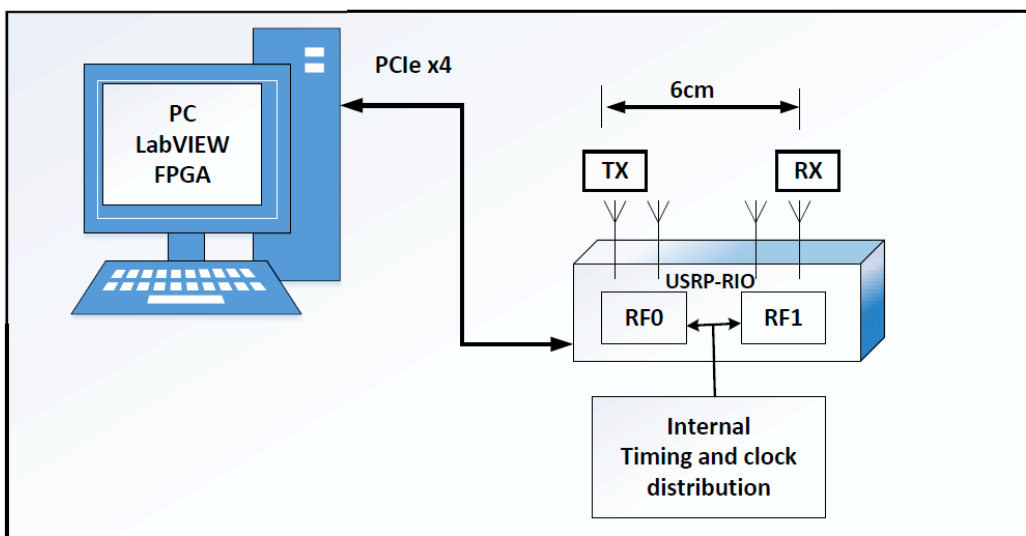 PCIe x4
PC
LabVIEW
FPGA
6cm
TX
RX
USRP-RIO
RF0
RF1
Internal
Timing and clock
distribution